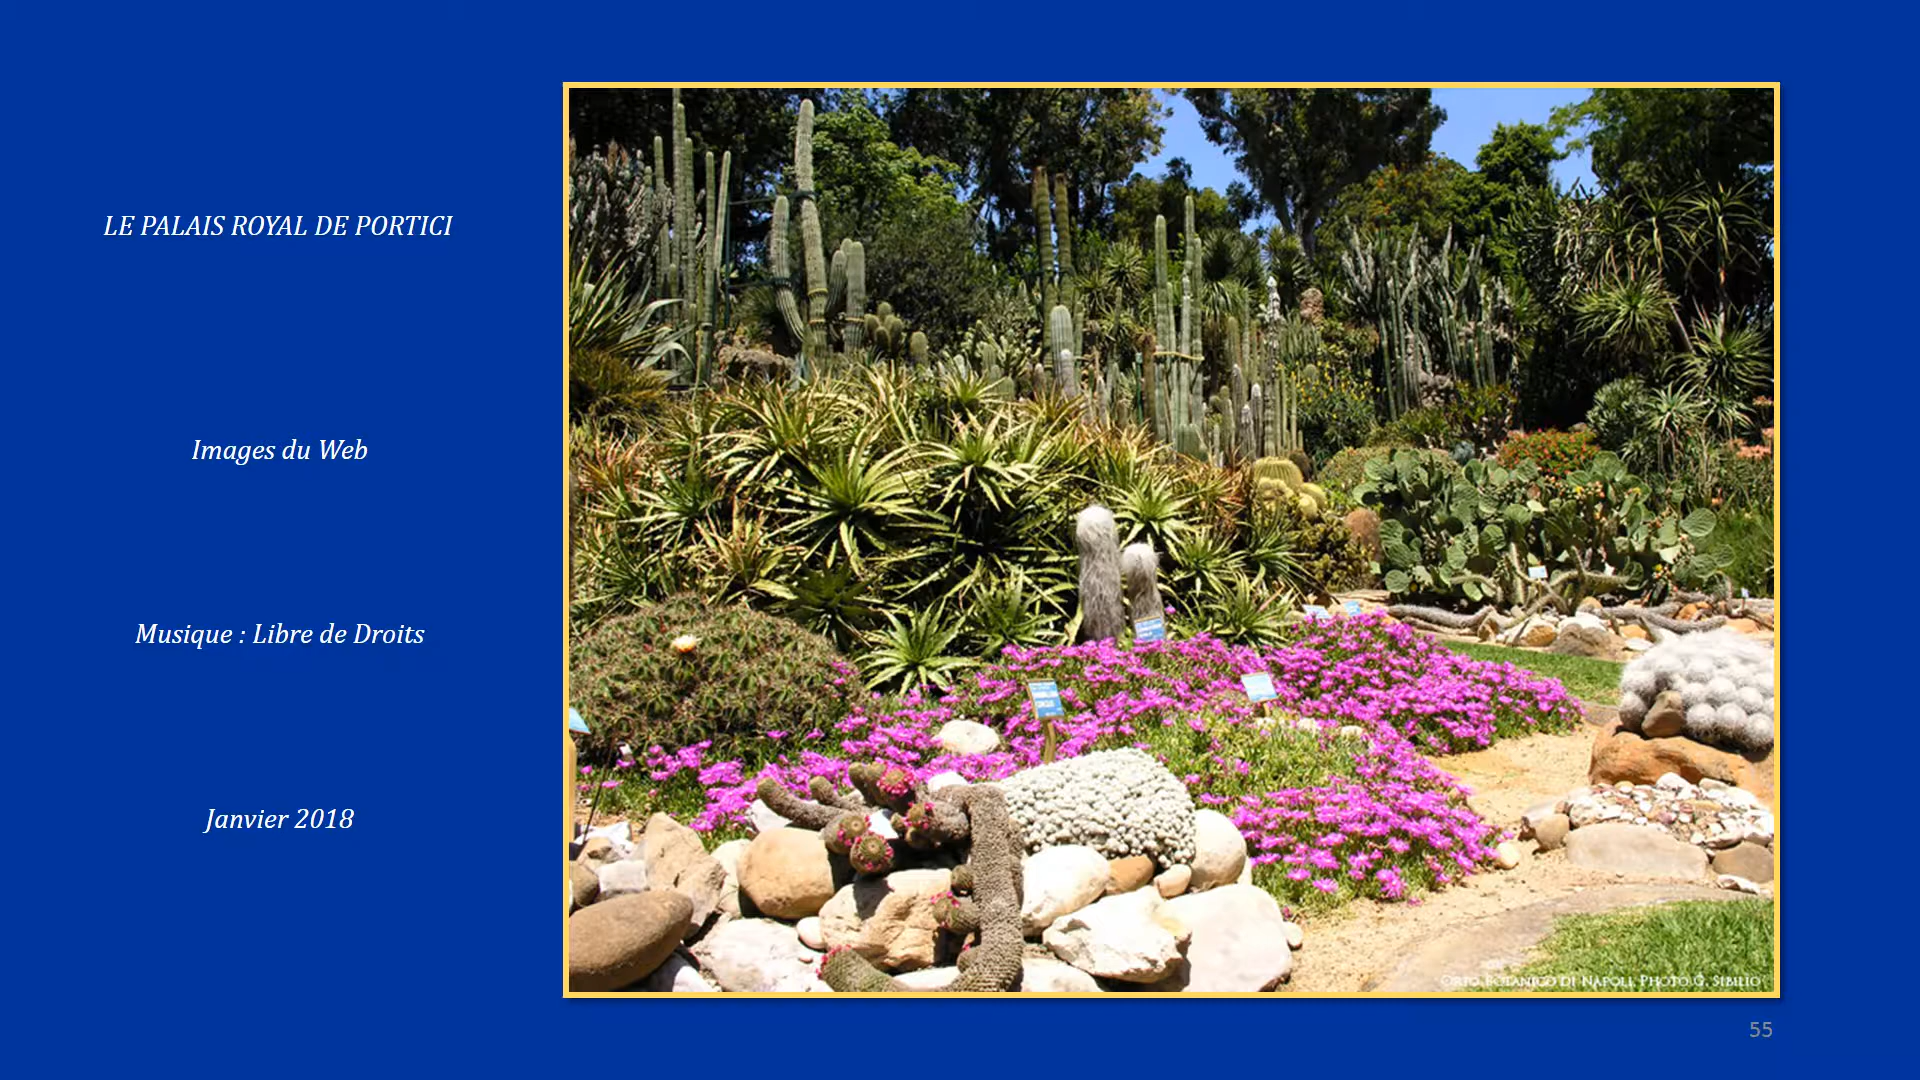 LE PALAIS ROYAL DE PORTICI
Images du Web
Musique : Libre de Droits
Janvier 2018
Orto Botanico di Napoli, Photo G. Sibilio
55